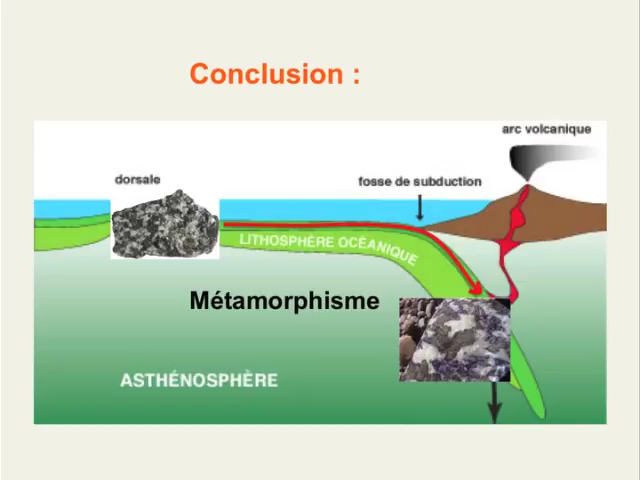 Conclusion :
arc volcanique
dorsale
fosse de subduction
LITHOSPHÈRE OCÉANIQUE
Métamorphisme
ASTHÉNOSPHÈRE